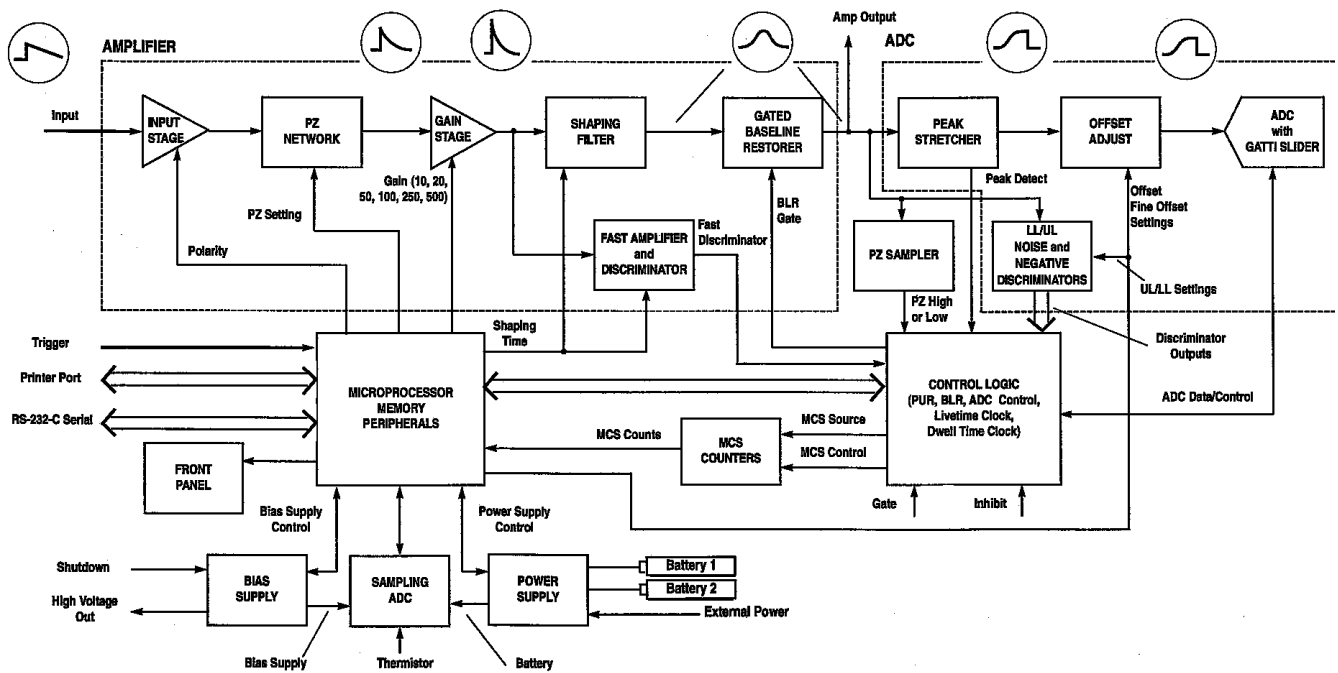 Amp Output
AMPLIFIER
ADC
Input
INPUT
STAGE
PZ
NETWORK
GAIN
STAGE
SHAPING
FILTER
GATED
BASELINE
RESTORER
PEAK
STRETCHER
OFFSET
ADJUST
ADC
with
GATTI SLIDER
Gain (10, 20,
50, 100, 250, 500)
PZ Setting
Polarity
FAST AMPLIFIER
and
DISCRIMINATOR
Fast
Discriminator
BLR
Gate
Peak Detect
PZ SAMPLER
LL/UL
NOISE and
NEGATIVE
DISCRIMINATORS
Offset
Fine Offset
Settings
UL/LL Settings
PZ High
or Low
Discriminator
Outputs
Shaping
Time
Trigger
Printer Port
RS-232-C Serial
MICROPROCESSOR
MEMORY
PERIPHERALS
CONTROL LOGIC
(PUR, BLR, ADC Control,
Livetime Clock,
Dwell Time Clock)
ADC Data/Control
MCS Counts
MCS
COUNTERS
MCS Source
MCS Control
FRONT
PANEL
Gate
Inhibit
Bias Supply
Control
Power Supply
Control
Shutdown
High Voltage
Out
BIAS
SUPPLY
SAMPLING
ADC
POWER
SUPPLY
Battery 1
Battery 2
External Power
Bias Supply
Thermistor
Battery